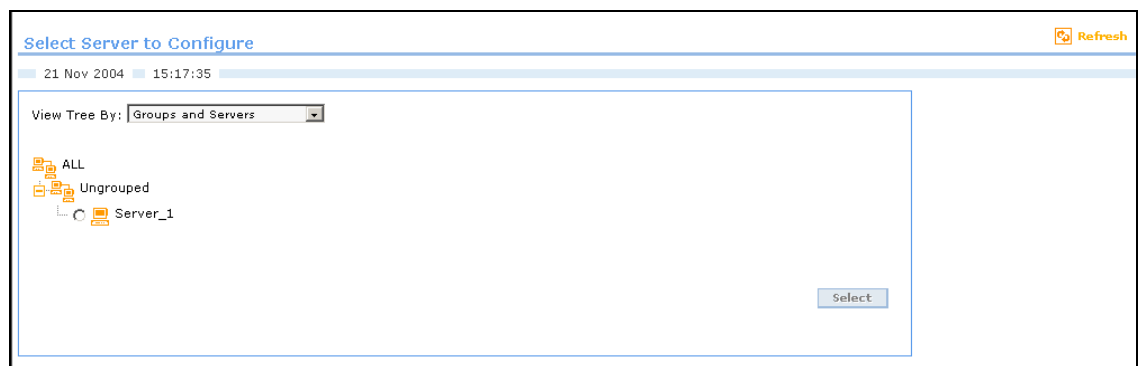 Select Server to Configure
Refresh
21 Nov 2004 15:17:35
View Tree By: Groups and Servers
ALL
Ungrouped
Server_1
Select